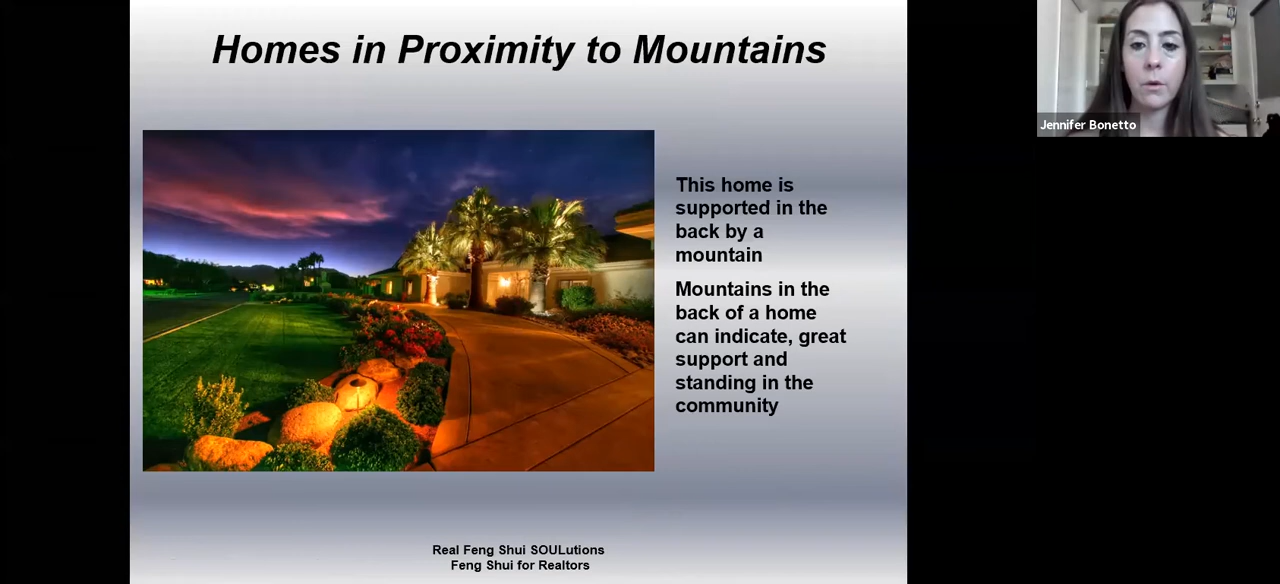 Homes in Proximity to Mountains
Jennifer Bonetto
This home is
supported in the
back by a
mountain
Mountains in the
back of a home
can indicate, great
support and
standing in the
community
Real Feng Shui SOULutions
Feng Shui for Realtors